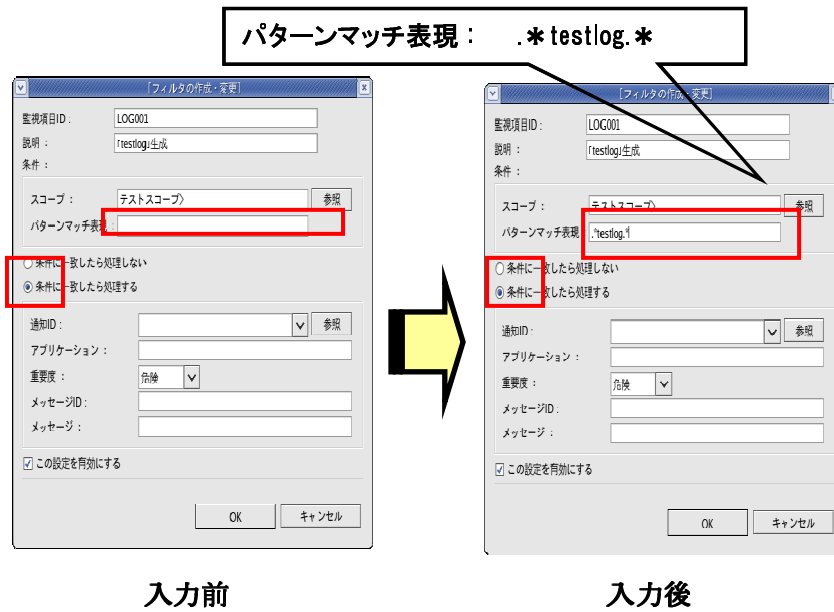 パターンマッチ表現： .＊testlog.＊
[フィルタの作成・変更]
監視項目ID： LOG001
説明： 「testlog」生成
条件：
スコープ： テストスコープ〉 参照
パターンマッチ表現：
条件に一致したら処理しない
条件に一致したら処理する
通知ID： 参照
アプリケーション：
重要度： 危険
メッセージID：
メッセージ：
この設定を有効にする
OK キャンセル
入力前
[フィルタの作成・変更]
監視項目ID： LOG001
説明： 「testlog」生成
条件：
スコープ： テストスコープ〉 参照
パターンマッチ表現： .*testlog.*
条件に一致したら処理しない
条件に一致したら処理する
通知ID： 参照
アプリケーション：
重要度： 危険
メッセージID：
メッセージ：
この設定を有効にする
OK キャンセル
入力後